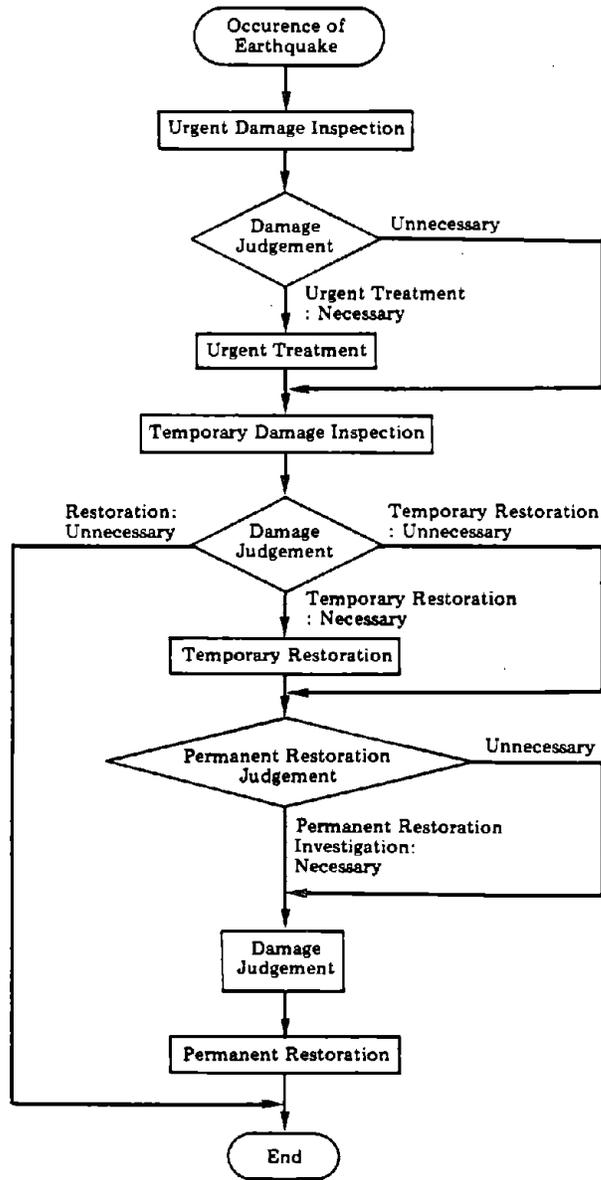 Occurence of
Earthquake
Urgent Damage Inspection
Damage
Judgement
Unnecessary
Urgent Treatment
: Necessary
Urgent Treatment
Temporary Damage Inspection
Restoration:
Unnecessary
Damage
Judgement
Temporary Restoration
: Unnecessary
Temporary Restoration
: Necessary
Temporary Restoration
Permanent Restoration
Judgement
Unnecessary
Permanent Restoration
Investigation:
Necessary
Damage
Judgement
Permanent Restoration
End